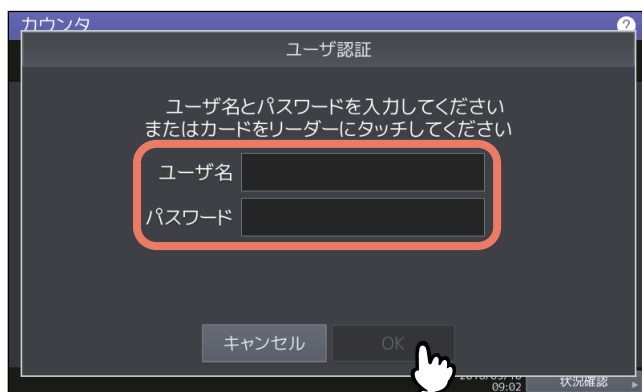 カウンタ
?
ユーザ認証
ユーザ名とパスワードを入力してください
またはカードをリーダーにタッチしてください
ユーザ名
パスワード
キャンセル
OK
09:02
状況確認